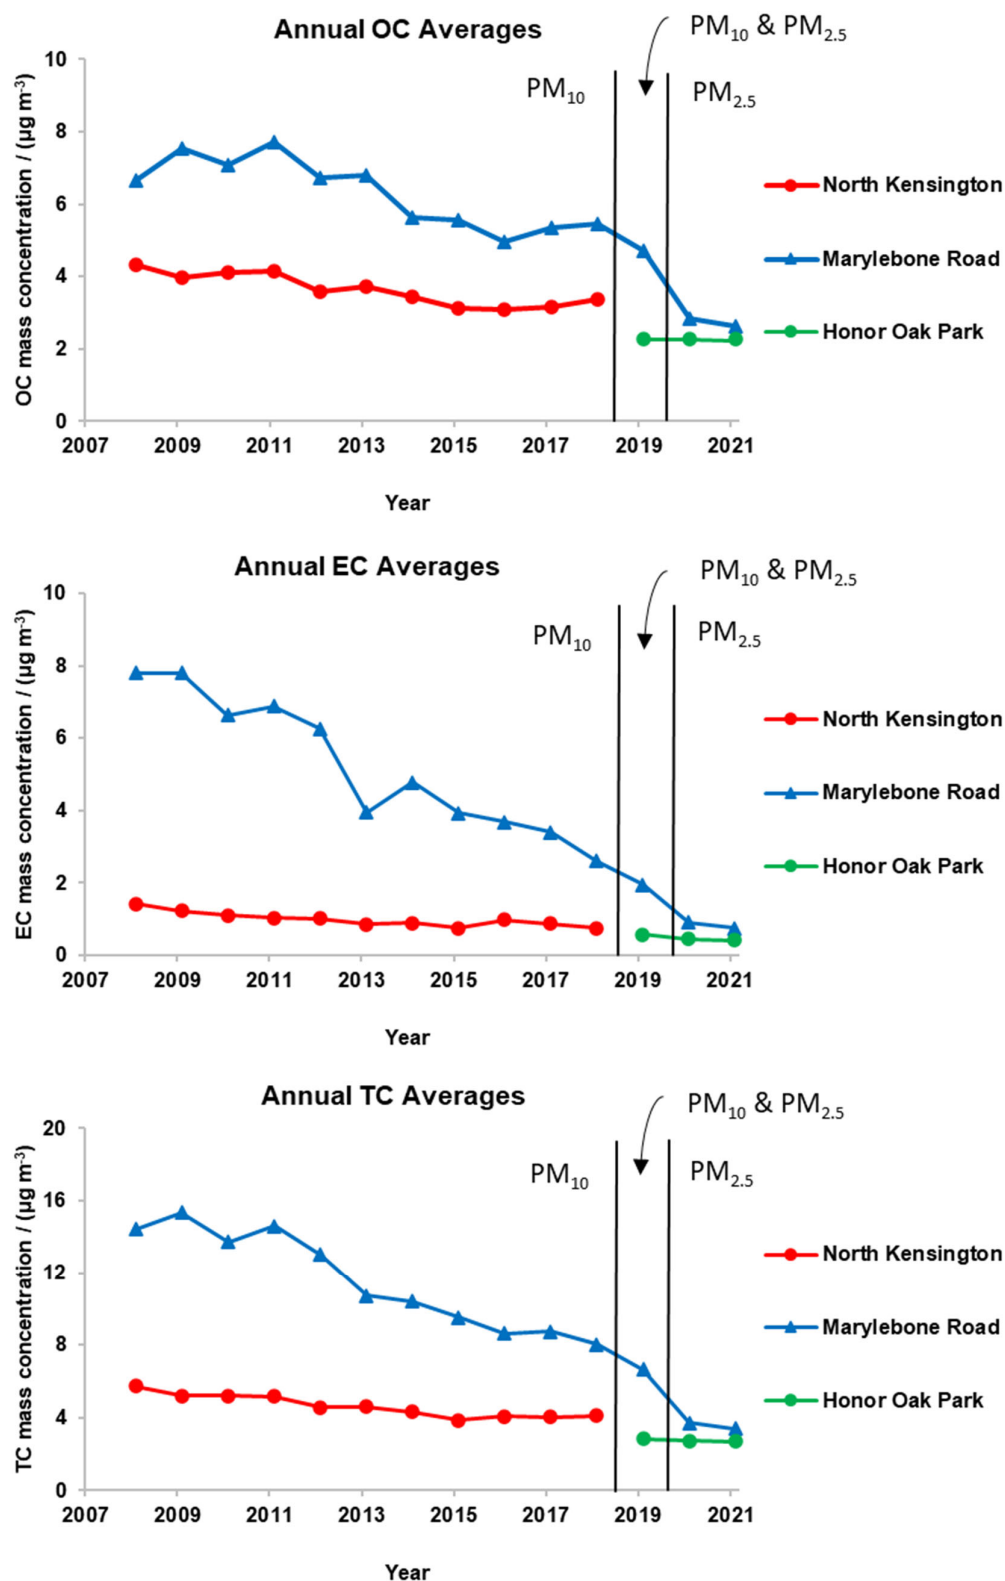 Annual OC Averages
PM10 & PM2.5
PM10
PM2.5
OC mass concentration / (µg m-3)
10
8
6
4
2
0
2007 2009 2011 2013 2015 2017 2019 2021
Year
North Kensington
Marylebone Road
Honor Oak Park
Annual EC Averages
PM10 & PM2.5
PM10
PM2.5
EC mass concentration / (µg m-3)
10
8
6
4
2
0
2007 2009 2011 2013 2015 2017 2019 2021
Year
North Kensington
Marylebone Road
Honor Oak Park
Annual TC Averages
PM10 & PM2.5
PM10
PM2.5
TC mass concentration / (µg m-3)
20
16
12
8
4
0
2007 2009 2011 2013 2015 2017 2019 2021
Year
North Kensington
Marylebone Road
Honor Oak Park